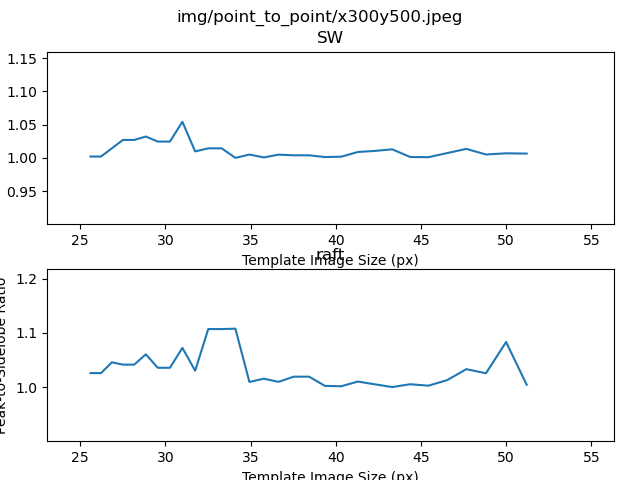 img/point_to_point/x300y500.jpeg
SW
1.15
1.10
1.05
1.00
0.95
25 30 35 40 45 50 55
Template Image Size (px)
raft
Peak-to-Sidelobe Ratio
1.2
1.1
1.0
25 30 35 40 45 50 55
Template Image Size (px)